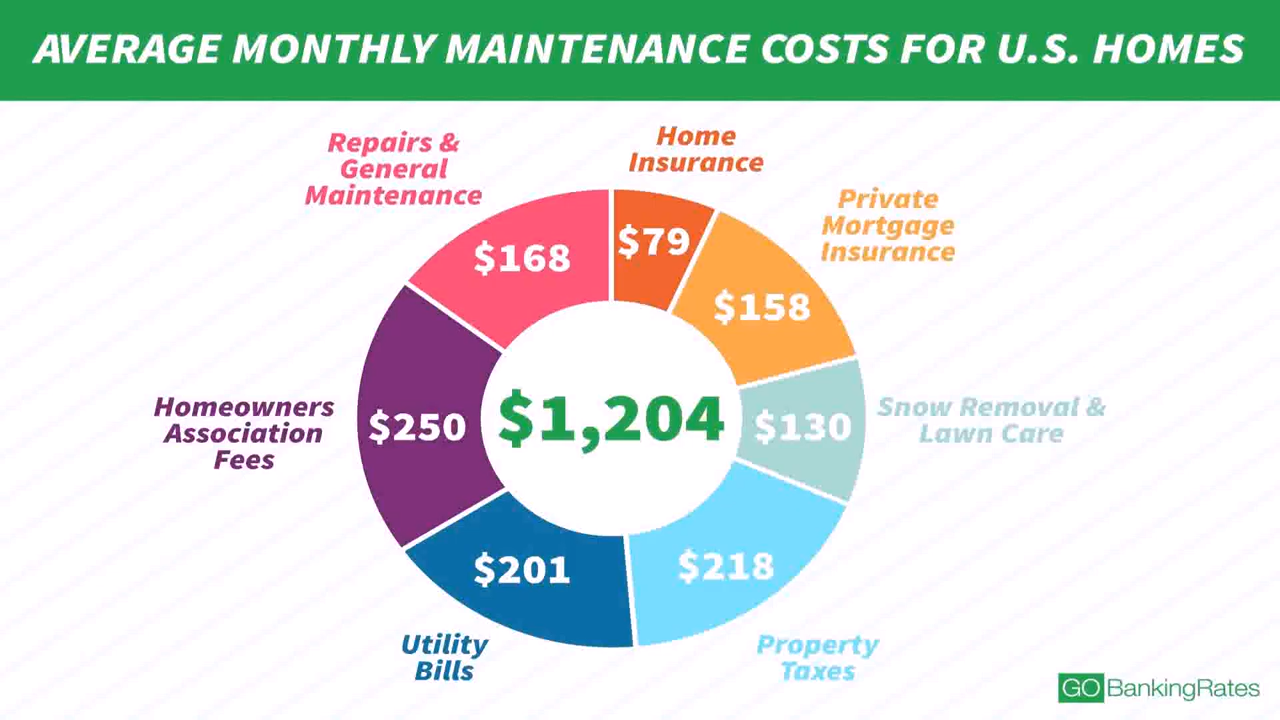 AVERAGE MONTHLY MAINTENANCE COSTS FOR U.S. HOMES
Repairs &
General
Maintenance
$168
Home
Insurance
$79
Private
Mortgage
Insurance
$158
Homeowners
Association
Fees
$250
$1,204
$130
Snow Removal &
Lawn Care
$201
Utility
Bills
$218
Property
Taxes
GOBankingRates